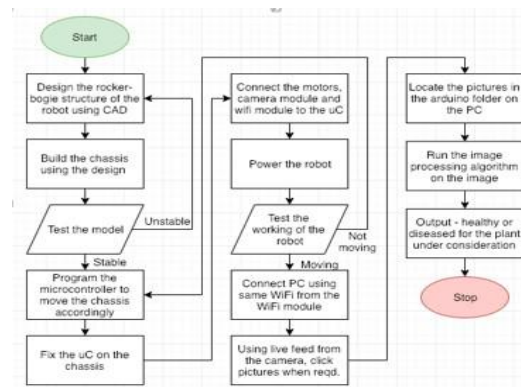 Start
Design the rocker-
bogie structure of the
robot using CAD
Build the chassis
using the design
Test the model
Unstable
Stable
Program the
microcontroller to
move the chassis
accordingly
Fix the uC on the
chassis
Connect the motors,
camera module and
wifi module to the uC
Power the robot
Test the
working of the
robot
Not
moving
Moving
Connect PC using
same WiFi from the
WiFi module
Using live feed from
the camera, click
pictures when reqd.
Locate the pictures in
the arduino folder on
the PC
Run the image
processing algorithm
on the image
Output - healthy or
diseased for the plant
under consideration
Stop